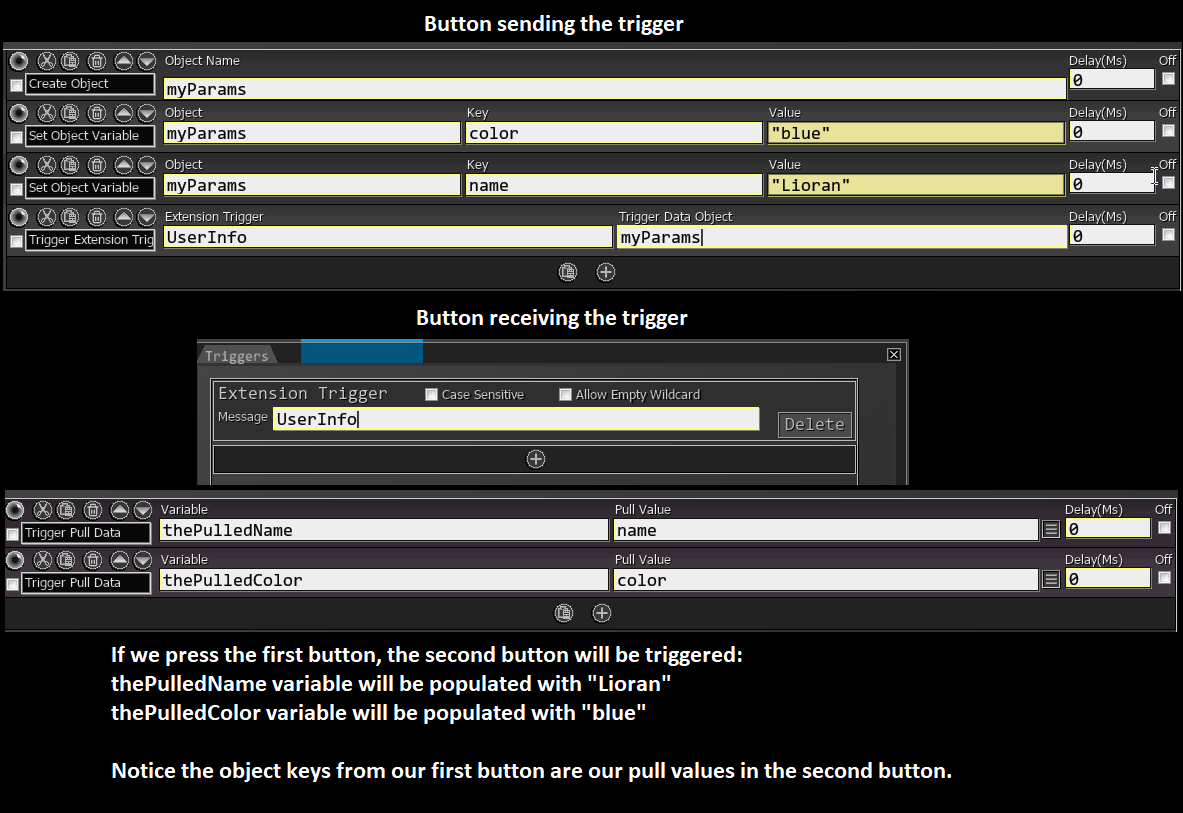 Button sending the trigger
Object Name Delay(Ms) Off
Create Object myParams 0
Object Key Value Delay(Ms) Off
Set Object Variable myParams color "blue" 0
Object Key Value Delay(Ms) Off
Set Object Variable myParams name "Lioran" 0
Extension Trigger Trigger Data Object Delay(Ms) Off
Trigger Extension Trig UserInfo myParams 0
Button receiving the trigger
Triggers
Extension Trigger Case Sensitive Allow Empty Wildcard
Message UserInfo Delete
Variable Pull Value Delay(Ms) Off
Trigger Pull Data thePulledName name 0
Variable Pull Value Delay(Ms) Off
Trigger Pull Data thePulledColor color 0
If we press the first button, the second button will be triggered:
thePulledName variable will be populated with "Lioran"
thePulledColor variable will be populated with "blue"
Notice the object keys from our first button are our pull values in the second button.